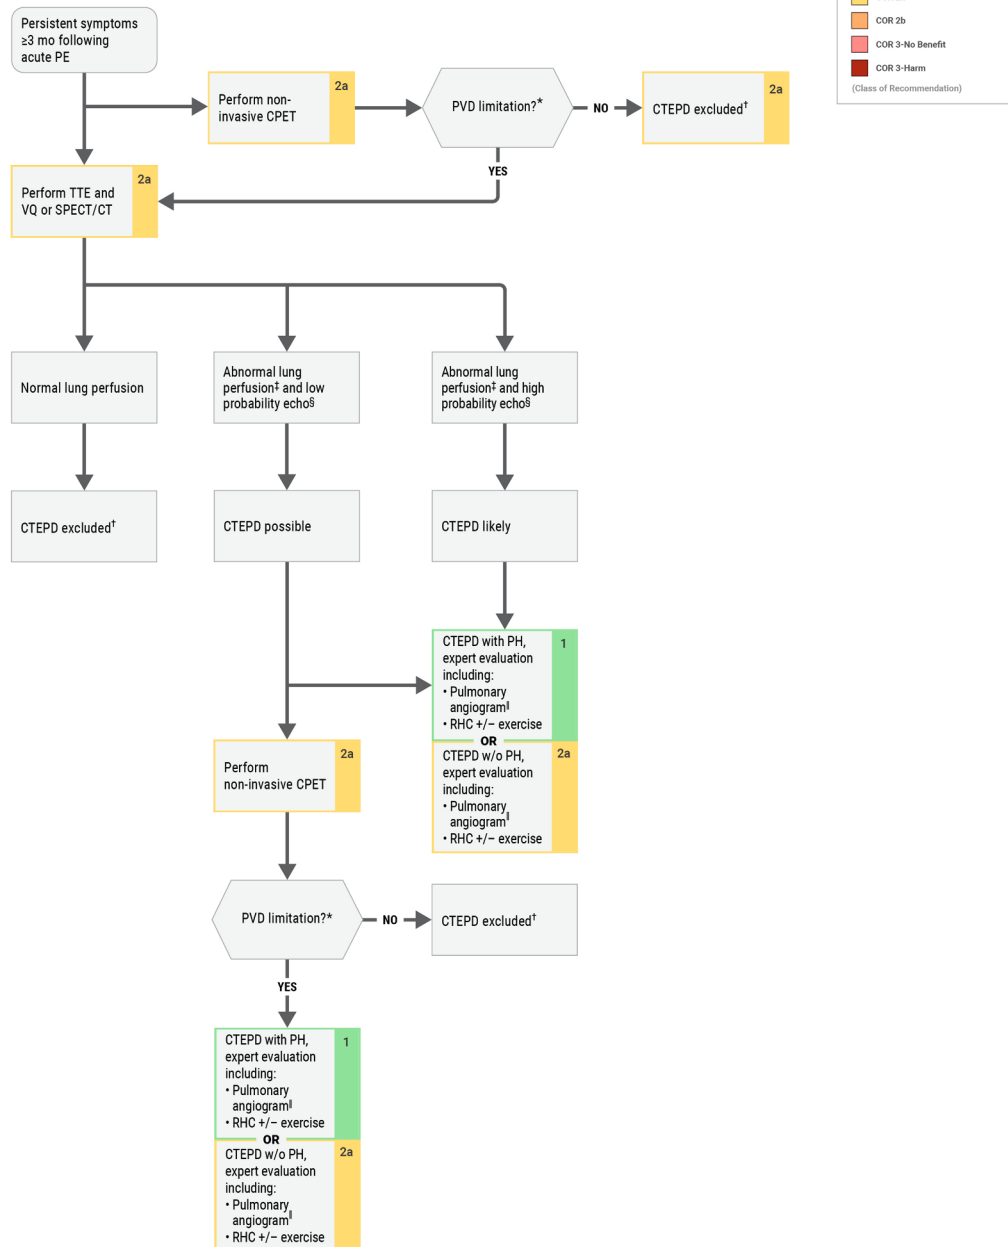 COR 2b
COR 3-No Benefit
COR 3-Harm
(Class of Recommendation)
Persistent symptoms
≥3 mo following
acute PE
Perform non-
invasive CPET
2a
PVD limitation?*
NO
CTEPD excluded†
2a
YES
Perform TTE and
VQ or SPECT/CT
2a
Normal lung perfusion
Abnormal lung
perfusion‡ and low
probability echo§
Abnormal lung
perfusion‡ and high
probability echo§
CTEPD excluded†
CTEPD possible
CTEPD likely
CTEPD with PH,
expert evaluation
including:
• Pulmonary
angiogram‖
• RHC +/− exercise
1
OR
CTEPD w/o PH,
expert evaluation
including:
• Pulmonary
angiogram‖
• RHC +/− exercise
2a
Perform
non-invasive CPET
2a
PVD limitation?*
NO
CTEPD excluded†
YES
CTEPD with PH,
expert evaluation
including:
• Pulmonary
angiogram‖
• RHC +/− exercise
1
OR
CTEPD w/o PH,
expert evaluation
including:
• Pulmonary
angiogram‖
• RHC +/− exercise
2a